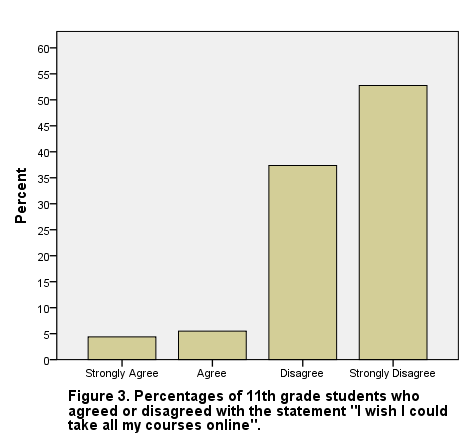 60
55
50
45
40
35
30
25
20
15
10
5
0
Percent
Strongly Agree Agree Disagree Strongly Disagree
Figure 3. Percentages of 11th grade students who
agreed or disagreed with the statement "I wish I could
take all my courses online".